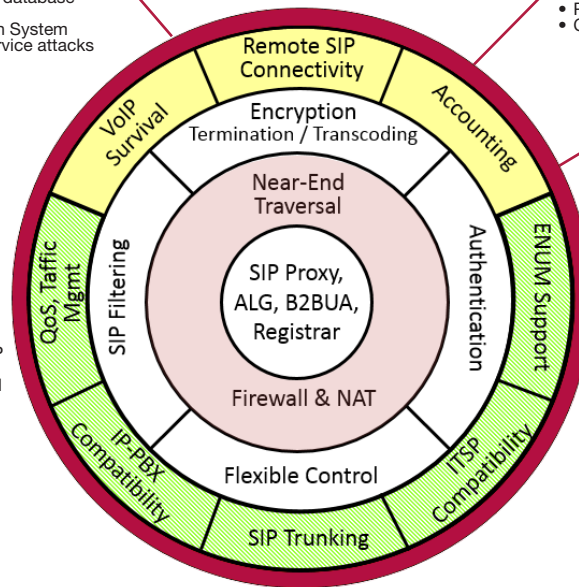 database
System
rvice attacks
Remote SIP
Connectivity
VoIP
Survival
Accounting
Encryption
Termination / Transcoding
Near-End
Traversal
QoS, Taffic
Mgmt
SIP Filtering
SIP Proxy,
ALG, B2BUA,
Registrar
Authentication
ENUM Support
Firewall & NAT
IP-PBX
Compatibility
Flexible Control
ITSP
Compatibility
SIP Trunking